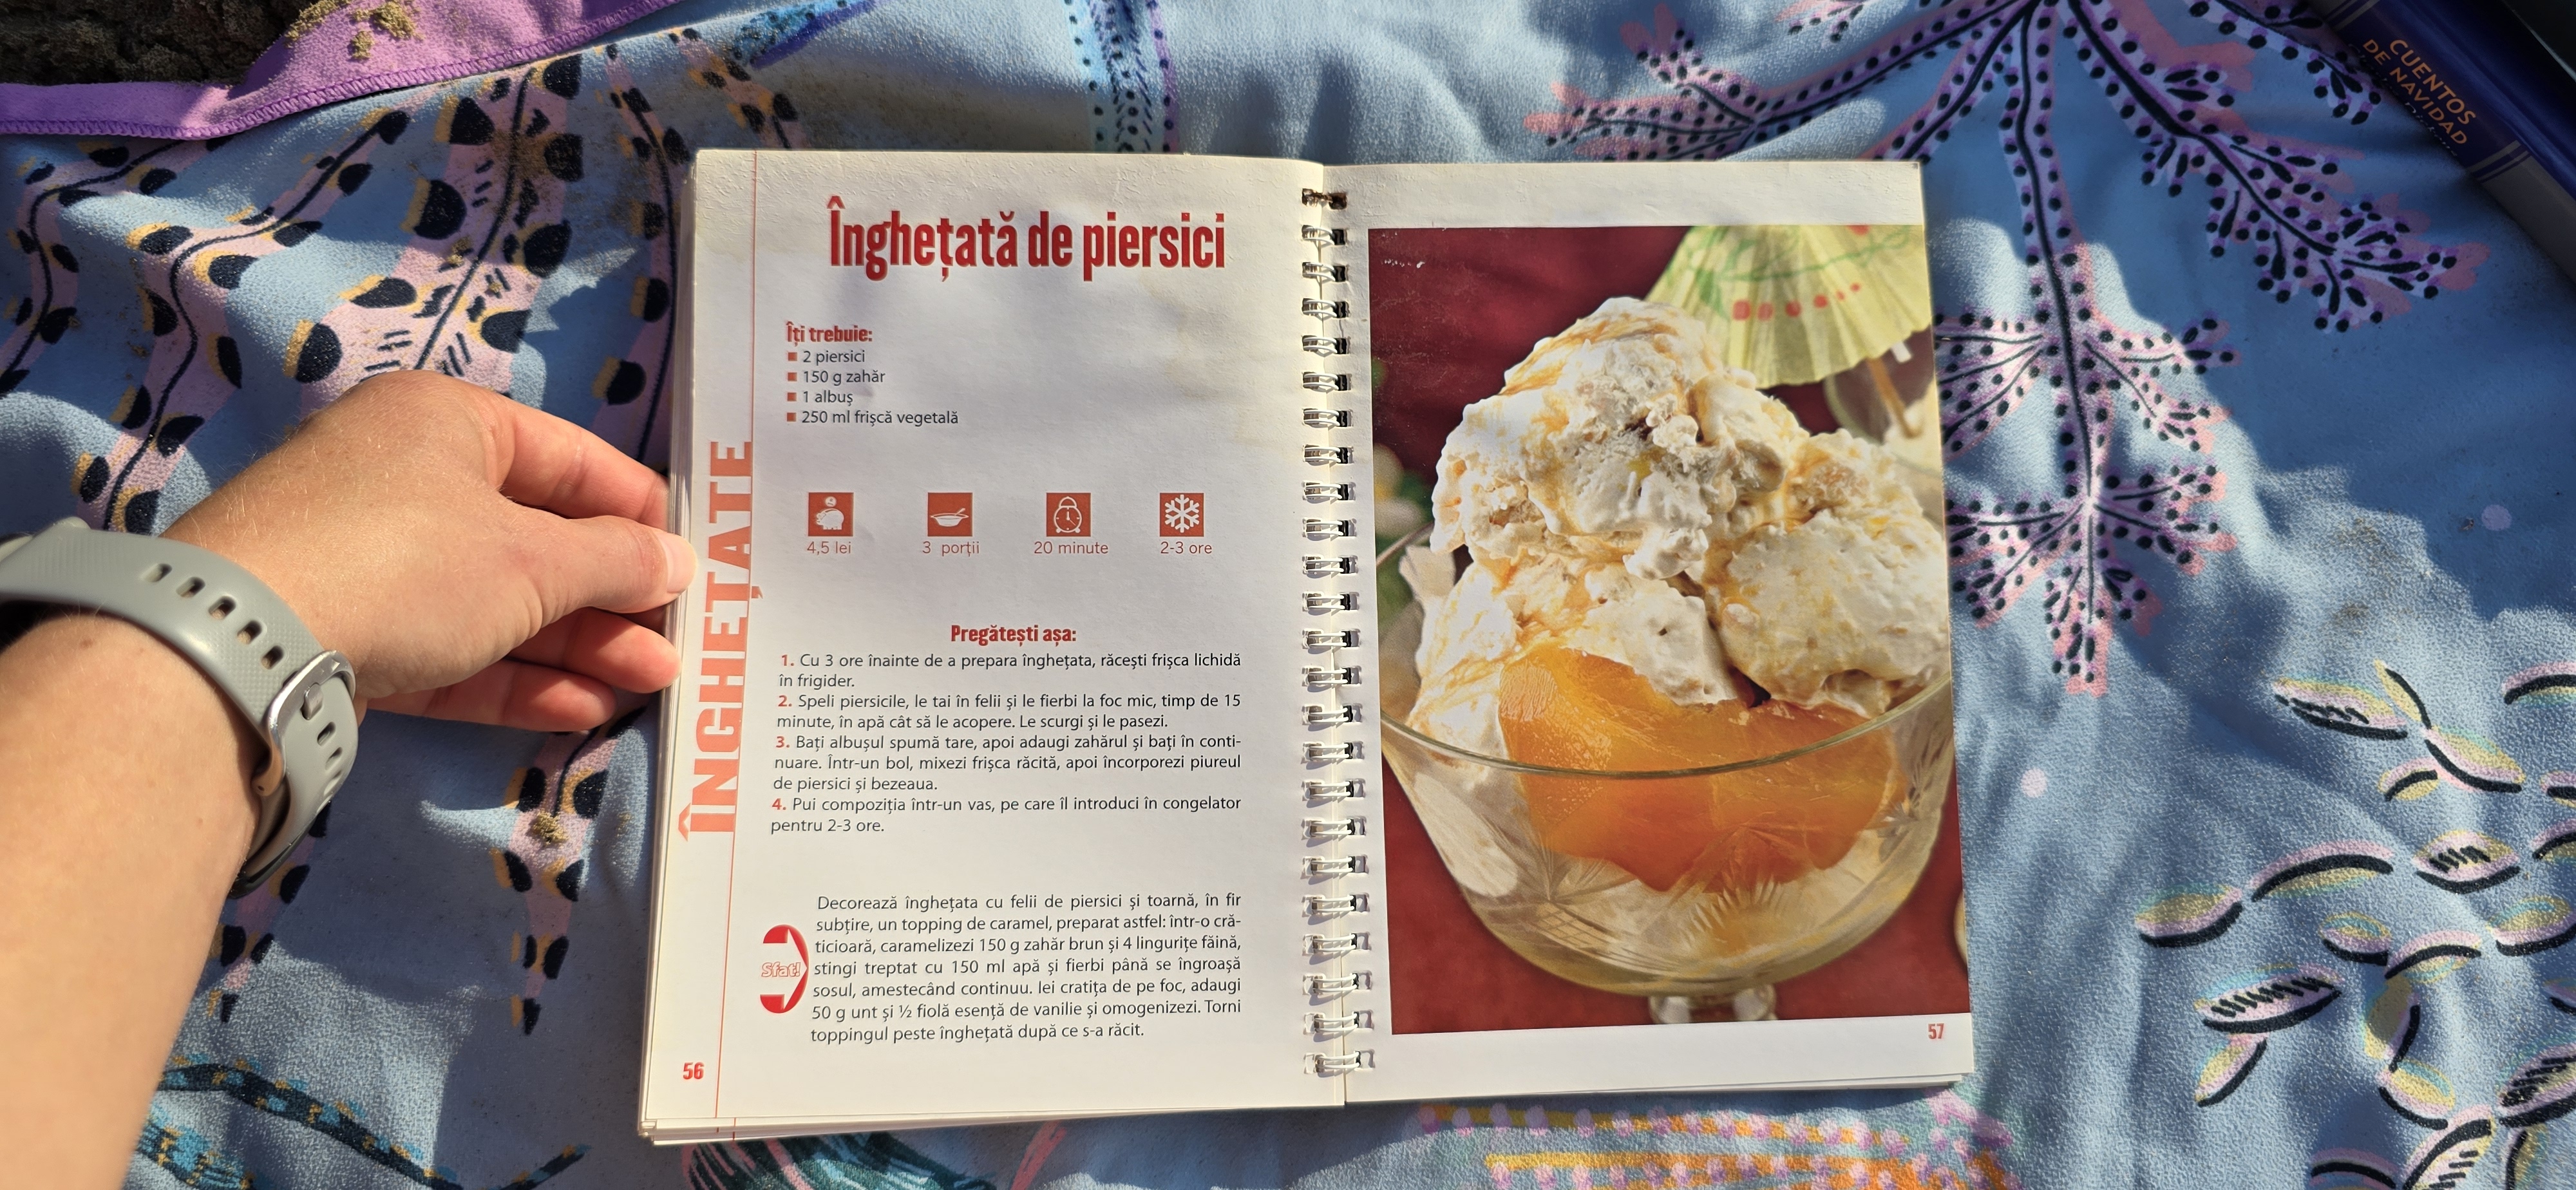 Înghețată de piersici
Îți trebuie:
■ 2 piersici
■ 150 g zahăr
■ 1 albuș
■ 250 ml frișcă vegetală
4,5 lei
3 porții
20 minute
2-3 ore
Pregătești așa:
1. Cu 3 ore înainte de a prepara înghețata, răcești frișca lichidă
în frigider.
2. Speli piersicile, le tai în felii și le fierbi la foc mic, timp de 15
minute, în apă cât să le acopere. Le scurgi și le pasezi.
3. Bați albușul spumă tare, apoi adaugi zahărul și bați în conti-
nuare. Într-un bol, mixezi frișca răcită, apoi încorporezi piureul
de piersici și bezeaua.
4. Pui compoziția într-un vas, pe care îl introduci în congelator
pentru 2-3 ore.
Sfat!
Decorează înghețata cu felii de piersici și toarnă, în fir
subțire, un topping de caramel, preparat astfel: într-o cră-
ticioară, caramelizezi 150 g zahăr brun și 4 lingurițe făină,
stingi treptat cu 150 ml apă și fierbi până se îngroașă
sosul, amestecând continuu. Iei cratița de pe foc, adaugi
50 g unt și ½ fiolă esență de vanilie și omogenizezi. Torni
toppingul peste înghețată după ce s-a răcit.
ÎNGHEȚATE
56
57
CUENTOS
DE NAVIDAD